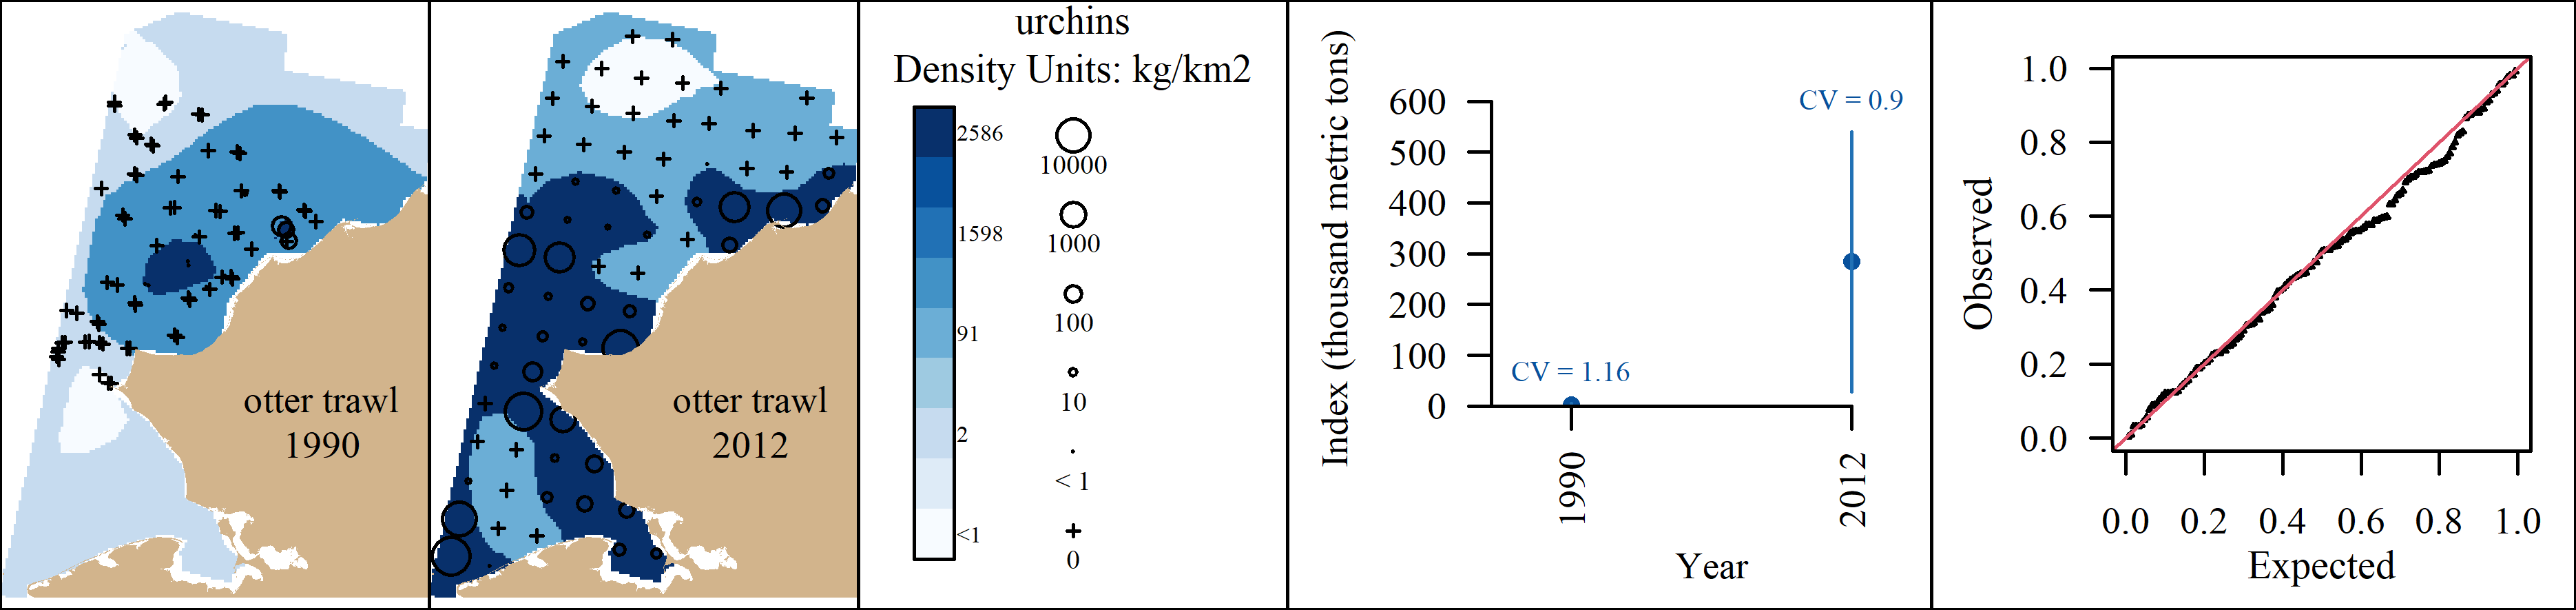 otter trawl
1990
otter trawl
2012
urchins
Density Units: kg/km2
2586
1598
91
2
<1
10000
1000
100
10
< 1
0
Index (thousand metric tons)
600
500
400
300
200
100
0
CV = 1.16
CV = 0.9
1990
2012
Year
Observed
1.0
0.8
0.6
0.4
0.2
0.0
0.0 0.2 0.4 0.6 0.8 1.0
Expected